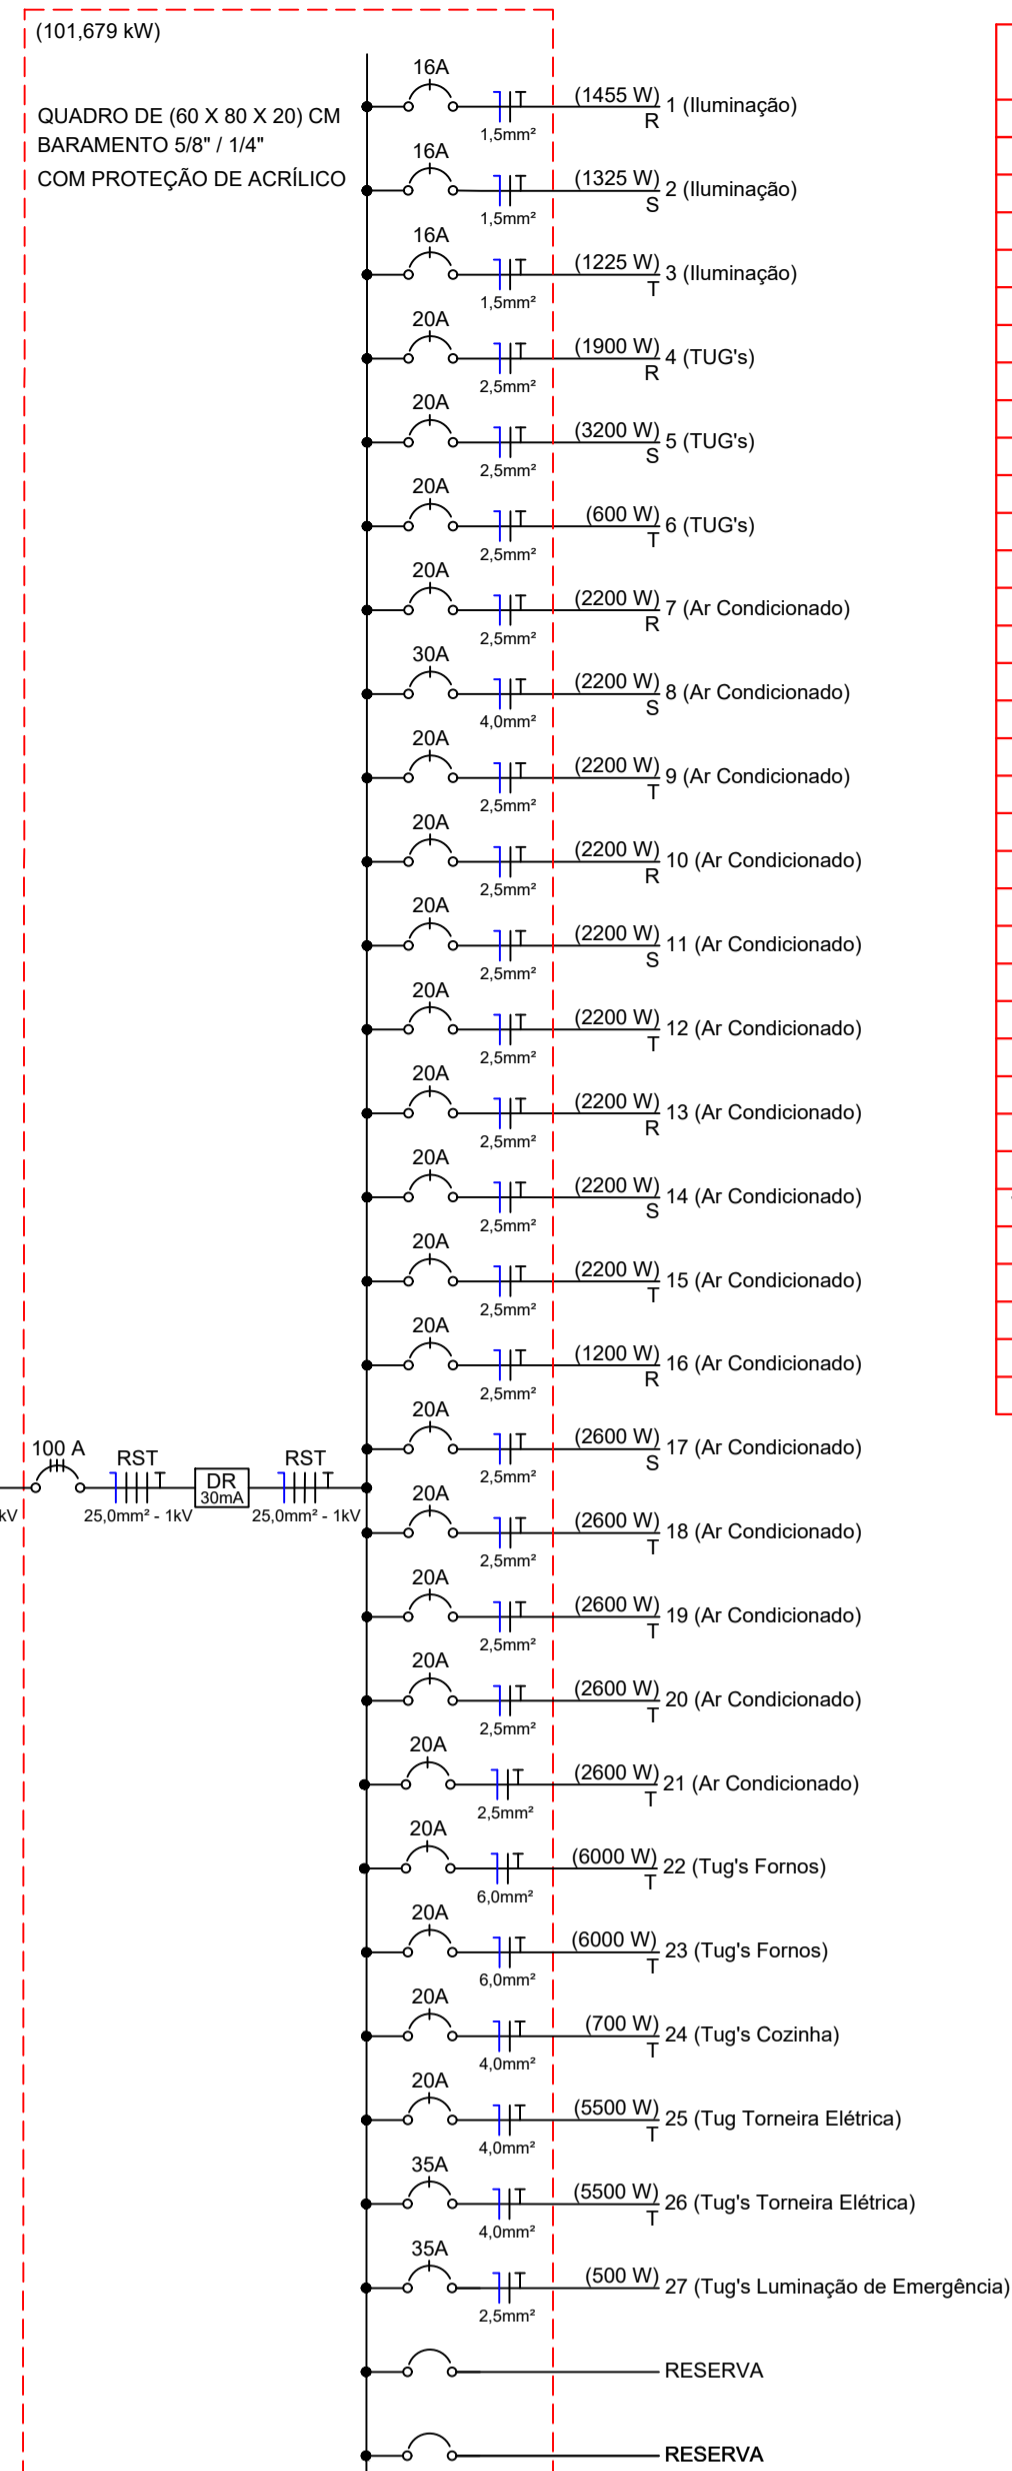 (101,679 kW)
QUADRO DE (60 X 80 X 20) CM
BARAMENTO 5/8" / 1/4"
COM PROTEÇÃO DE ACRÍLICO
16A
1,5mm²
(1455 W)
R
1 (Iluminação)
16A
1,5mm²
(1325 W)
S
2 (Iluminação)
16A
1,5mm²
(1225 W)
T
3 (Iluminação)
20A
2,5mm²
(1900 W)
R
4 (TUG's)
20A
2,5mm²
(3200 W)
S
5 (TUG's)
20A
2,5mm²
(600 W)
T
6 (TUG's)
20A
2,5mm²
(2200 W)
R
7 (Ar Condicionado)
30A
4,0mm²
(2200 W)
S
8 (Ar Condicionado)
20A
2,5mm²
(2200 W)
T
9 (Ar Condicionado)
20A
2,5mm²
(2200 W)
R
10 (Ar Condicionado)
20A
2,5mm²
(2200 W)
S
11 (Ar Condicionado)
20A
2,5mm²
(2200 W)
T
12 (Ar Condicionado)
20A
2,5mm²
(2200 W)
R
13 (Ar Condicionado)
20A
2,5mm²
(2200 W)
S
14 (Ar Condicionado)
20A
2,5mm²
(2200 W)
T
15 (Ar Condicionado)
20A
2,5mm²
(1200 W)
R
16 (Ar Condicionado)
20A
2,5mm²
(2600 W)
S
17 (Ar Condicionado)
kV
100 A
RST
25,0mm² - 1kV
DR
30mA
RST
25,0mm² - 1kV
20A
2,5mm²
(2600 W)
T
18 (Ar Condicionado)
20A
2,5mm²
(2600 W)
T
19 (Ar Condicionado)
20A
2,5mm²
(2600 W)
T
20 (Ar Condicionado)
20A
2,5mm²
(2600 W)
T
21 (Ar Condicionado)
20A
6,0mm²
(6000 W)
T
22 (Tug's Fornos)
20A
6,0mm²
(6000 W)
T
23 (Tug's Fornos)
20A
4,0mm²
(700 W)
T
24 (Tug's Cozinha)
20A
4,0mm²
(5500 W)
T
25 (Tug Torneira Elétrica)
35A
4,0mm²
(5500 W)
T
26 (Tug's Torneira Elétrica)
35A
2,5mm²
(500 W)
27 (Tug's Luminação de Emergência)
RESERVA
RESERVA